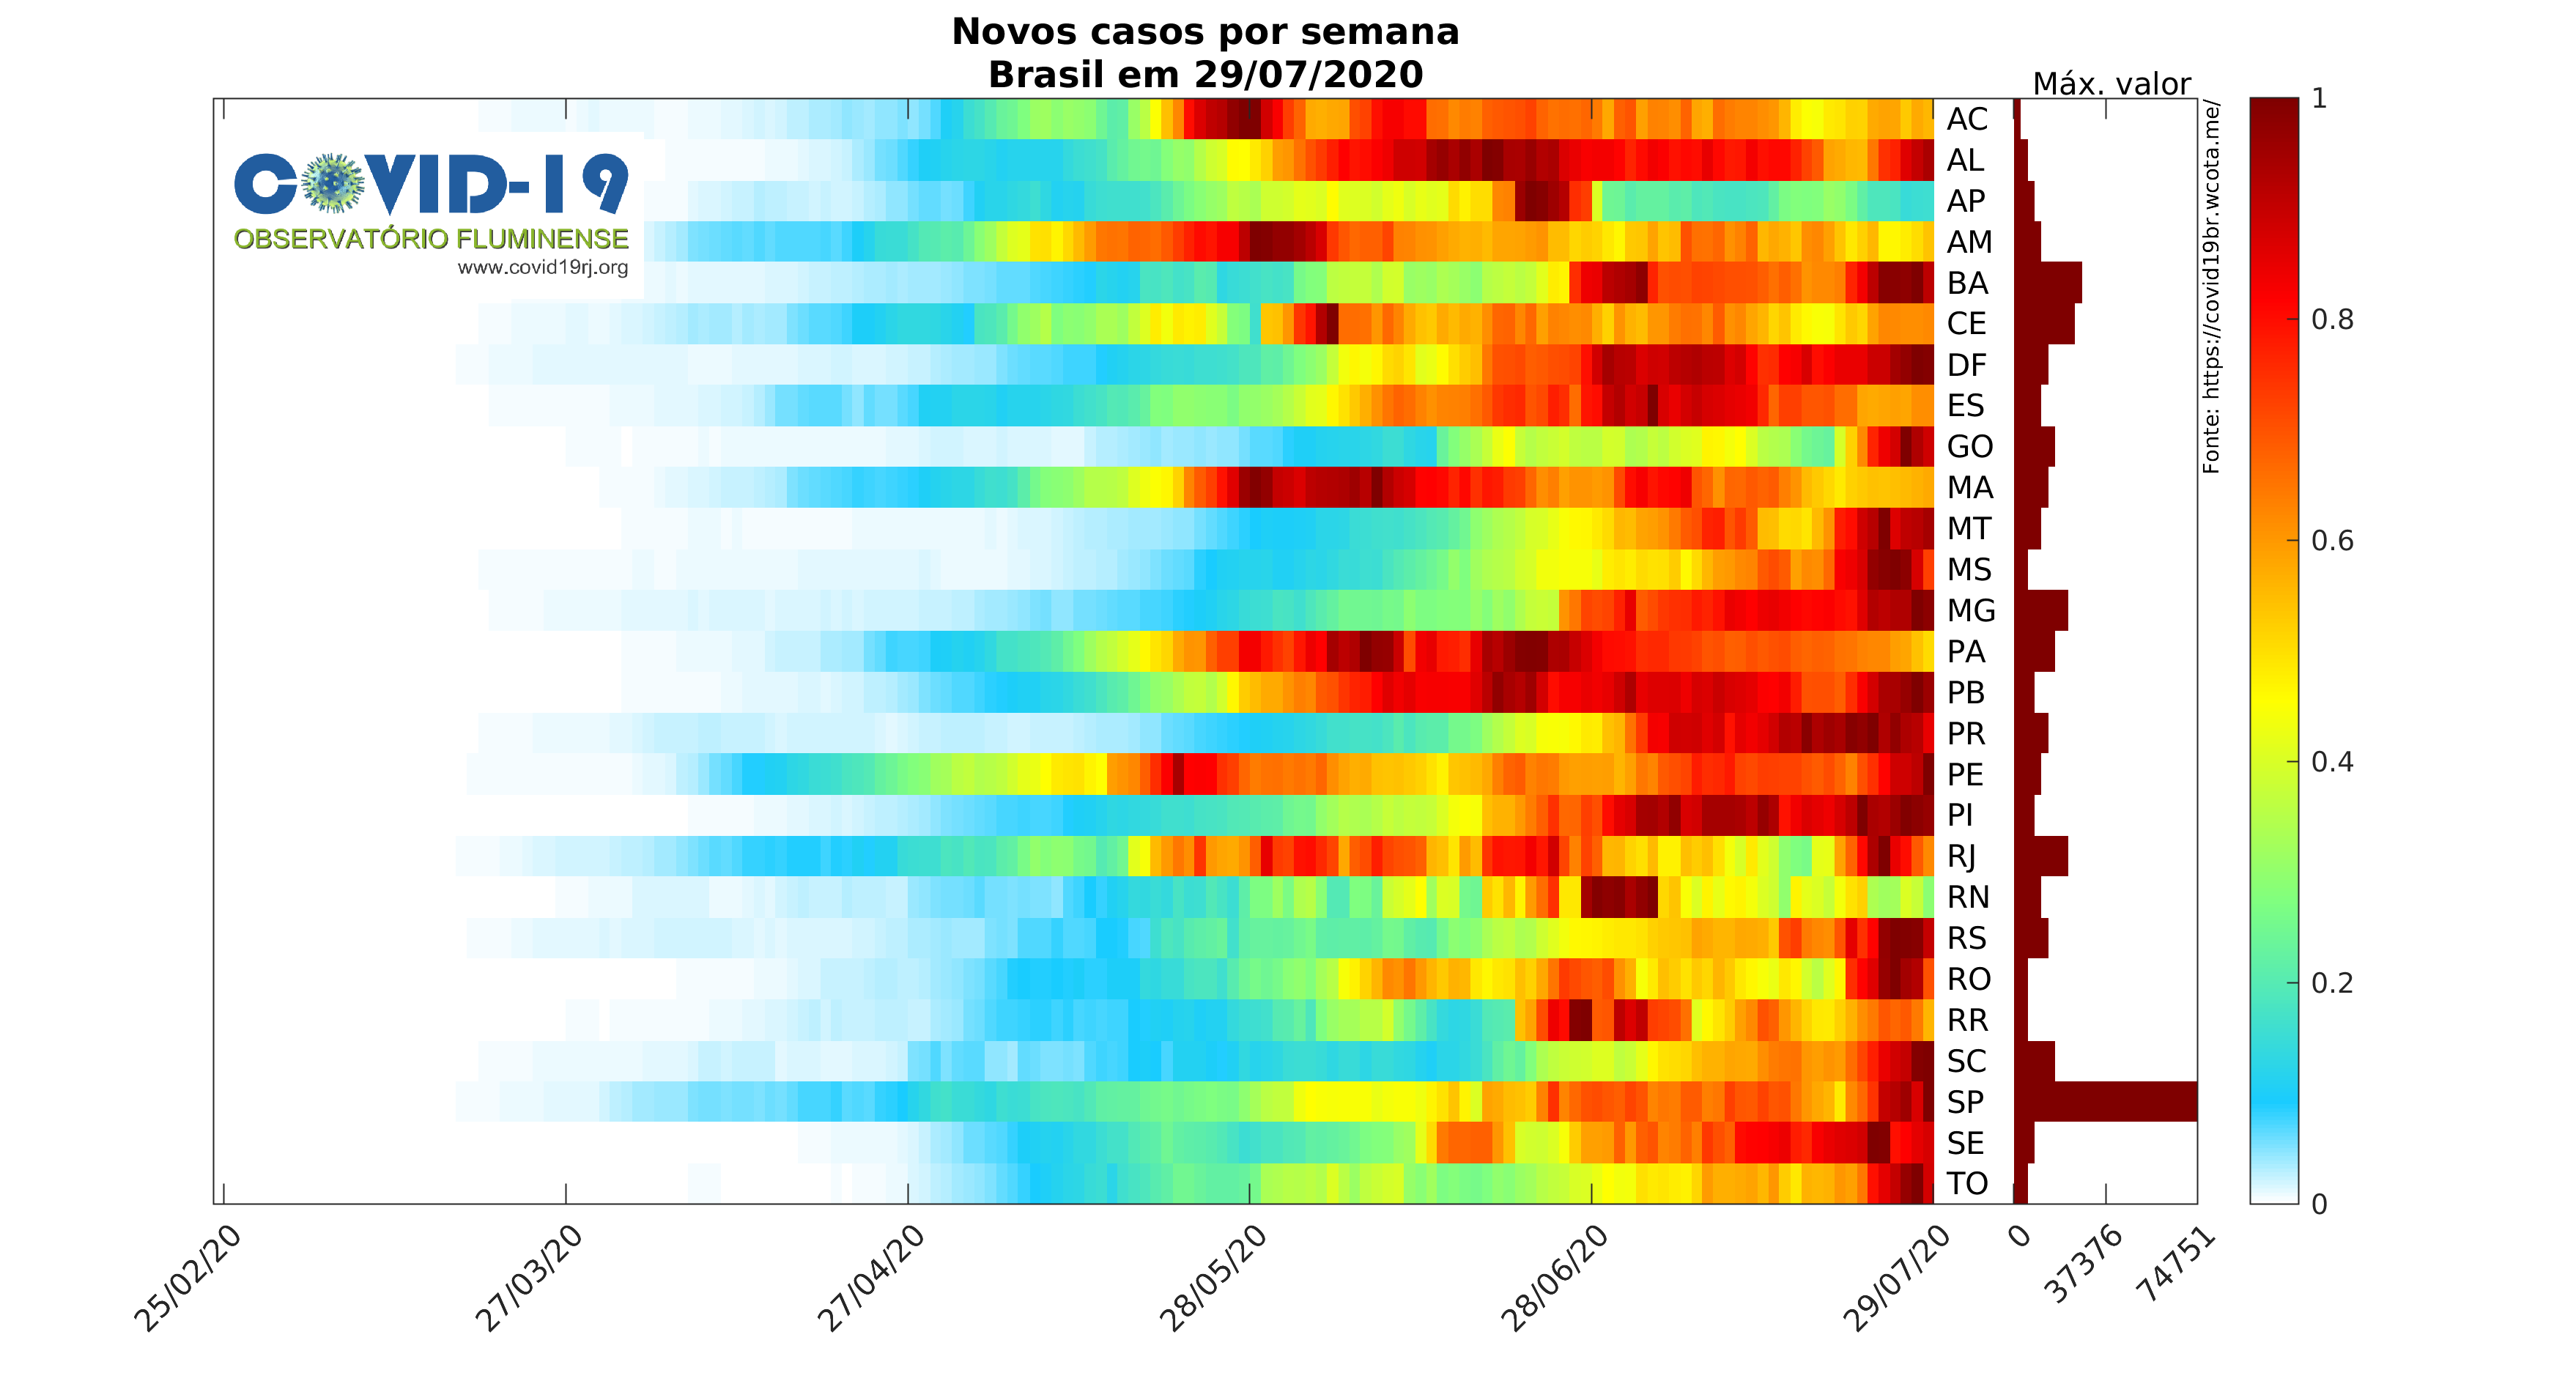 Novos casos por semana
Brasil em 29/07/2020
Máx. valor
COVID-19
OBSERVATÓRIO FLUMINENSE
www.covid19rj.org
AC
AL
AP
AM
BA
CE
DF
ES
GO
MA
MT
MS
MG
PA
PB
PR
PE
PI
RJ
RN
RS
RO
RR
SC
SP
SE
TO
Fonte: https://covid19br.wcota.me/
1
0.8
0.6
0.4
0.2
0
25/02/20
27/03/20
27/04/20
28/05/20
28/06/20
29/07/20
0
37376
74751